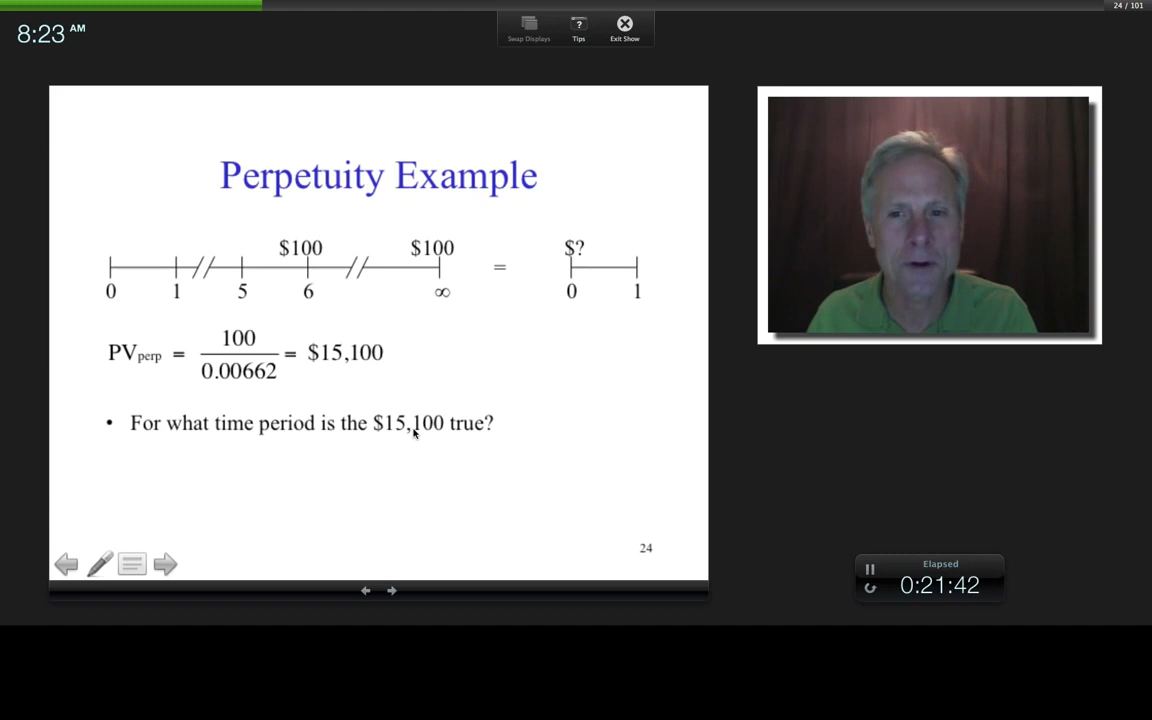 24 / 101
8:23 AM
Swap Displays
?
Tips
Exit Show
Perpetuity Example
$100 $100 $?
=
0 1 5 6 ∞ 0 1
PVperp = 100 / 0.00662 = $15,100
• For what time period is the $15,100 true?
24
Elapsed
0:21:42